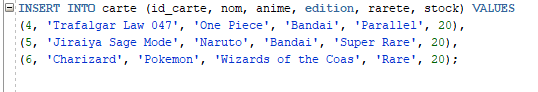 INSERT INTO carte (id_carte, nom, anime, edition, rarete, stock) VALUES
(4, 'Trafalgar Law 047', 'One Piece', 'Bandai', 'Parallel', 20),
(5, 'Jiraiya Sage Mode', 'Naruto', 'Bandai', 'Super Rare', 20),
(6, 'Charizard', 'Pokemon', 'Wizards of the Coas', 'Rare', 20);